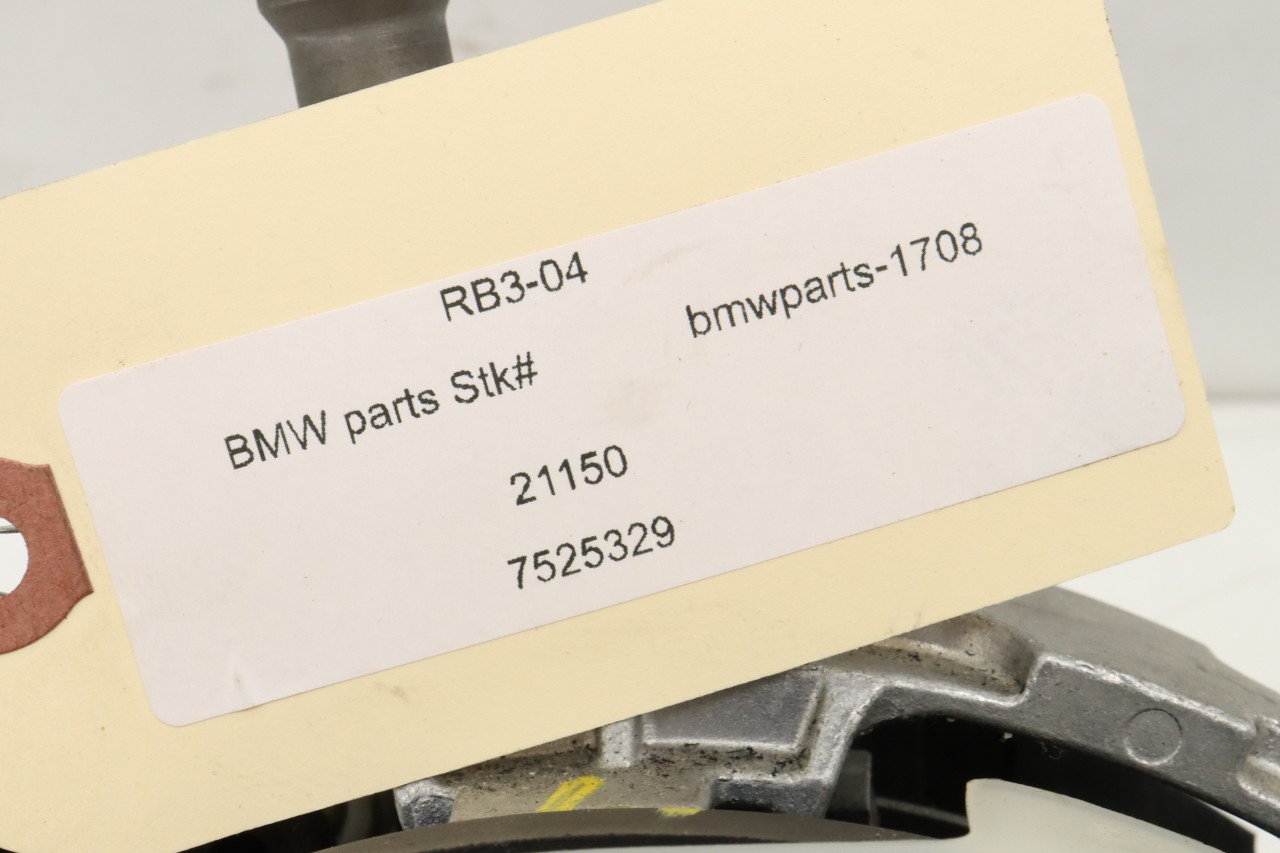 RB3-04
BMW parts Stk# bmwparts-1708
21150
7525329